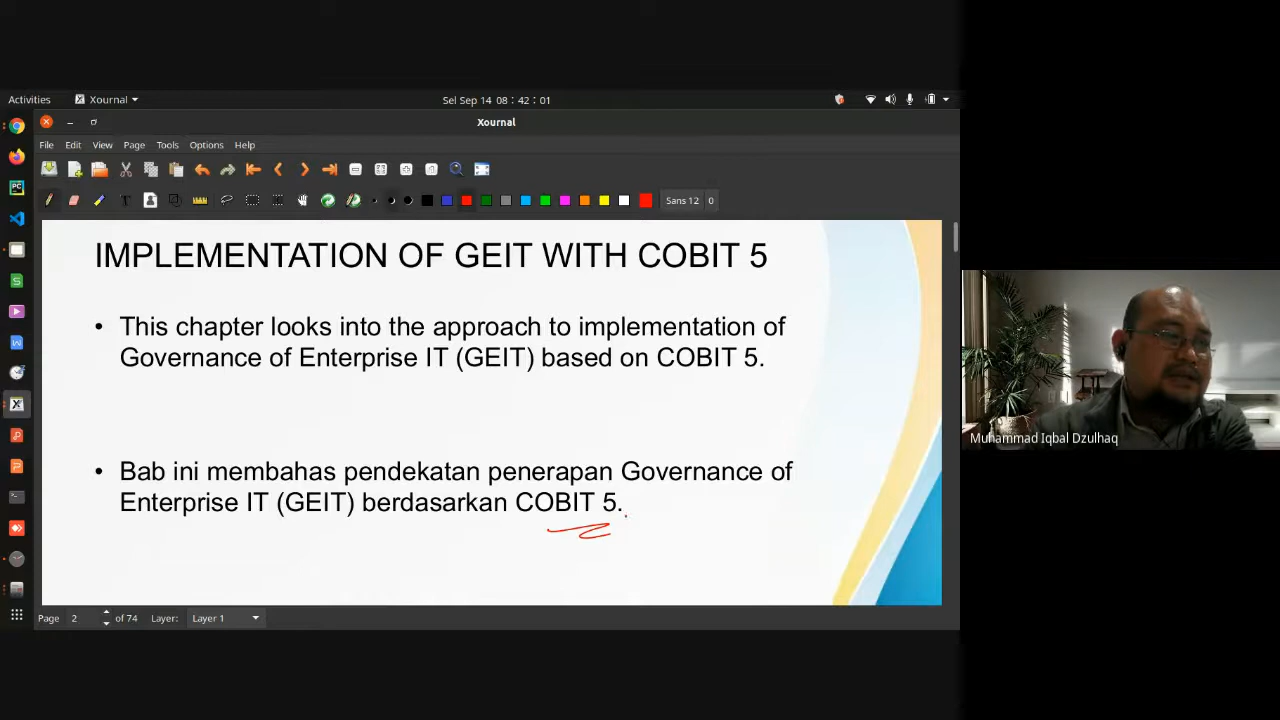 Activities Xournal Sel Sep 14 08 : 42 : 01
Xournal
File Edit View Page Tools Options Help
Sans 12 0
IMPLEMENTATION OF GEIT WITH COBIT 5
• This chapter looks into the approach to implementation of
Governance of Enterprise IT (GEIT) based on COBIT 5.
• Bab ini membahas pendekatan penerapan Governance of
Enterprise IT (GEIT) berdasarkan COBIT 5.
Muhammad Iqbal Dzulhaq
Page 2 of 74 Layer: Layer 1